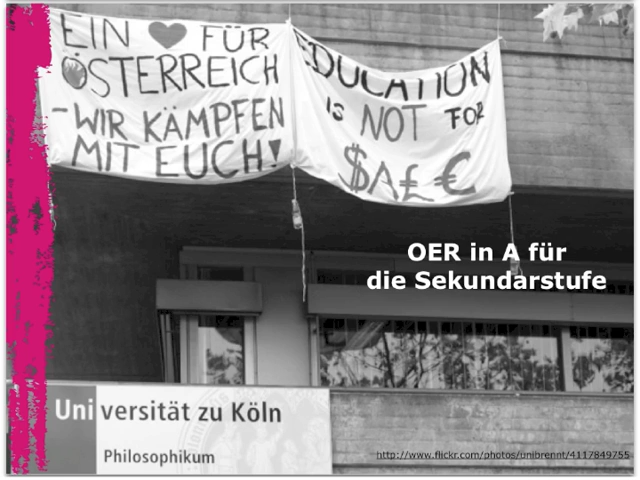 EIN ❤ FÜR
ÖSTERREICH
-WIR KÄMPFEN
MIT EUCH!
EDUCATION
IS NOT FOR
$A£€
OER in A für
die Sekundarstufe
Universität zu Köln
Philosophikum
http://www.flickr.com/photos/unibrennt/4117849755